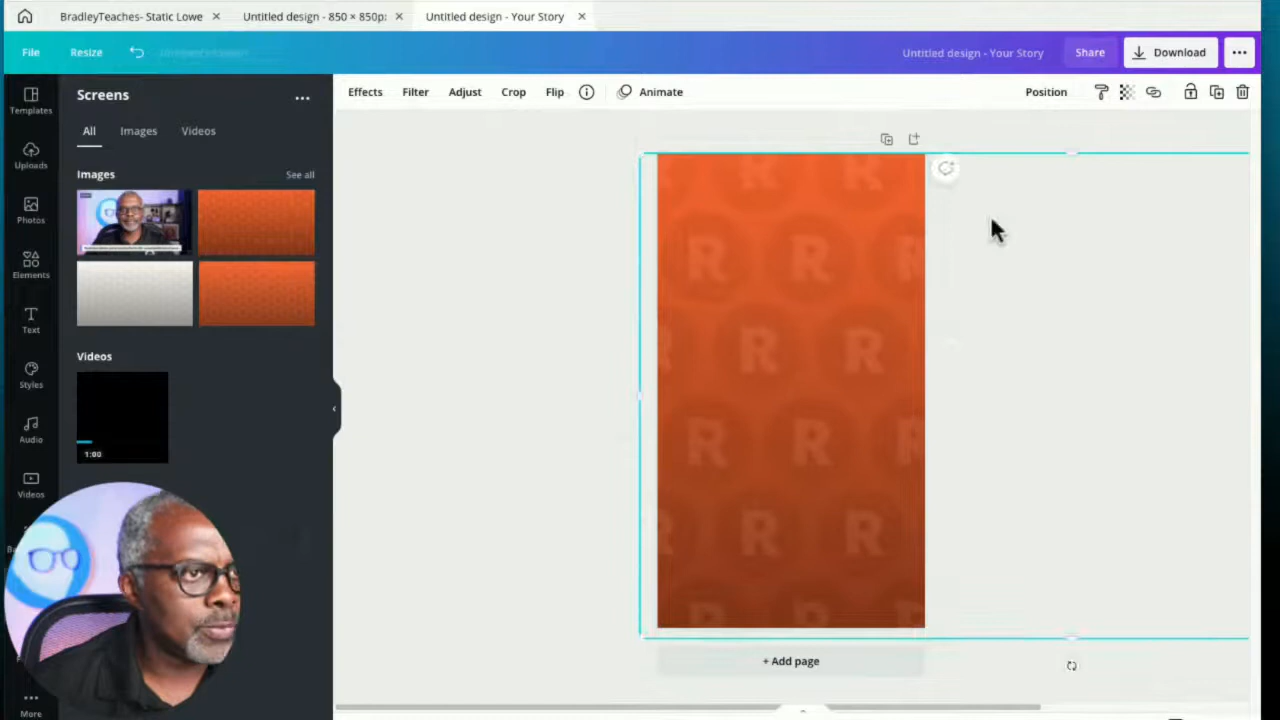 BradleyTeaches- Static Lowe
Untitled design - 850 × 850p:
Untitled design - Your Story
File
Resize
Untitled design - Your Story
Share
Download
Templates
Uploads
Photos
Elements
Text
Styles
Audio
Videos
More
Screens
All
Images
Videos
Images
See all
Videos
1:00
Effects
Filter
Adjust
Crop
Flip
Animate
Position
R R
R R R
R R
R R R
R R
R R
+ Add page